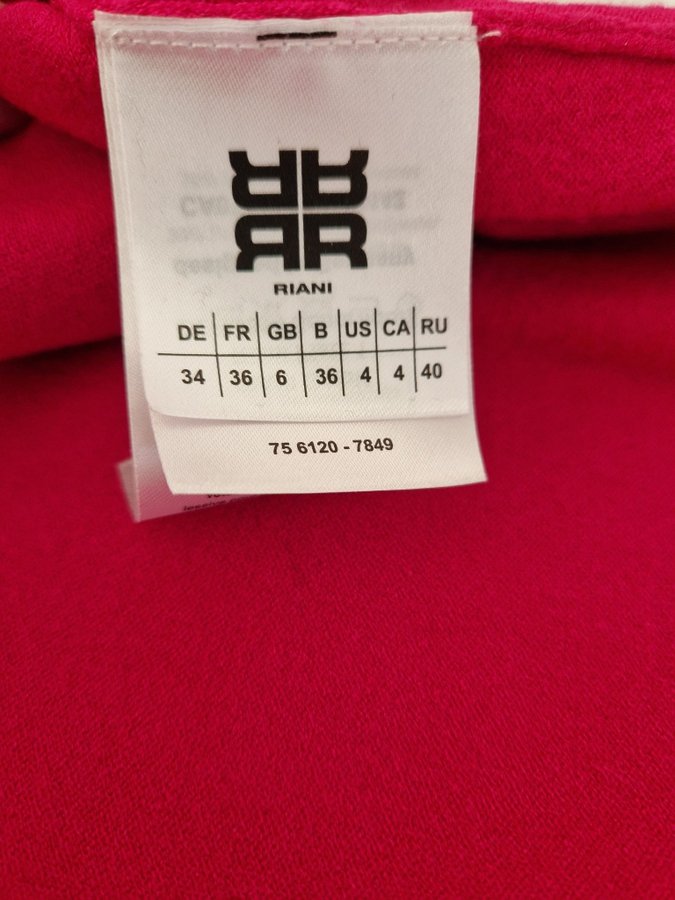 RIANI
DE FR GB B US CA RU
34 36 6 36 4 4 40
75 6120 - 7849